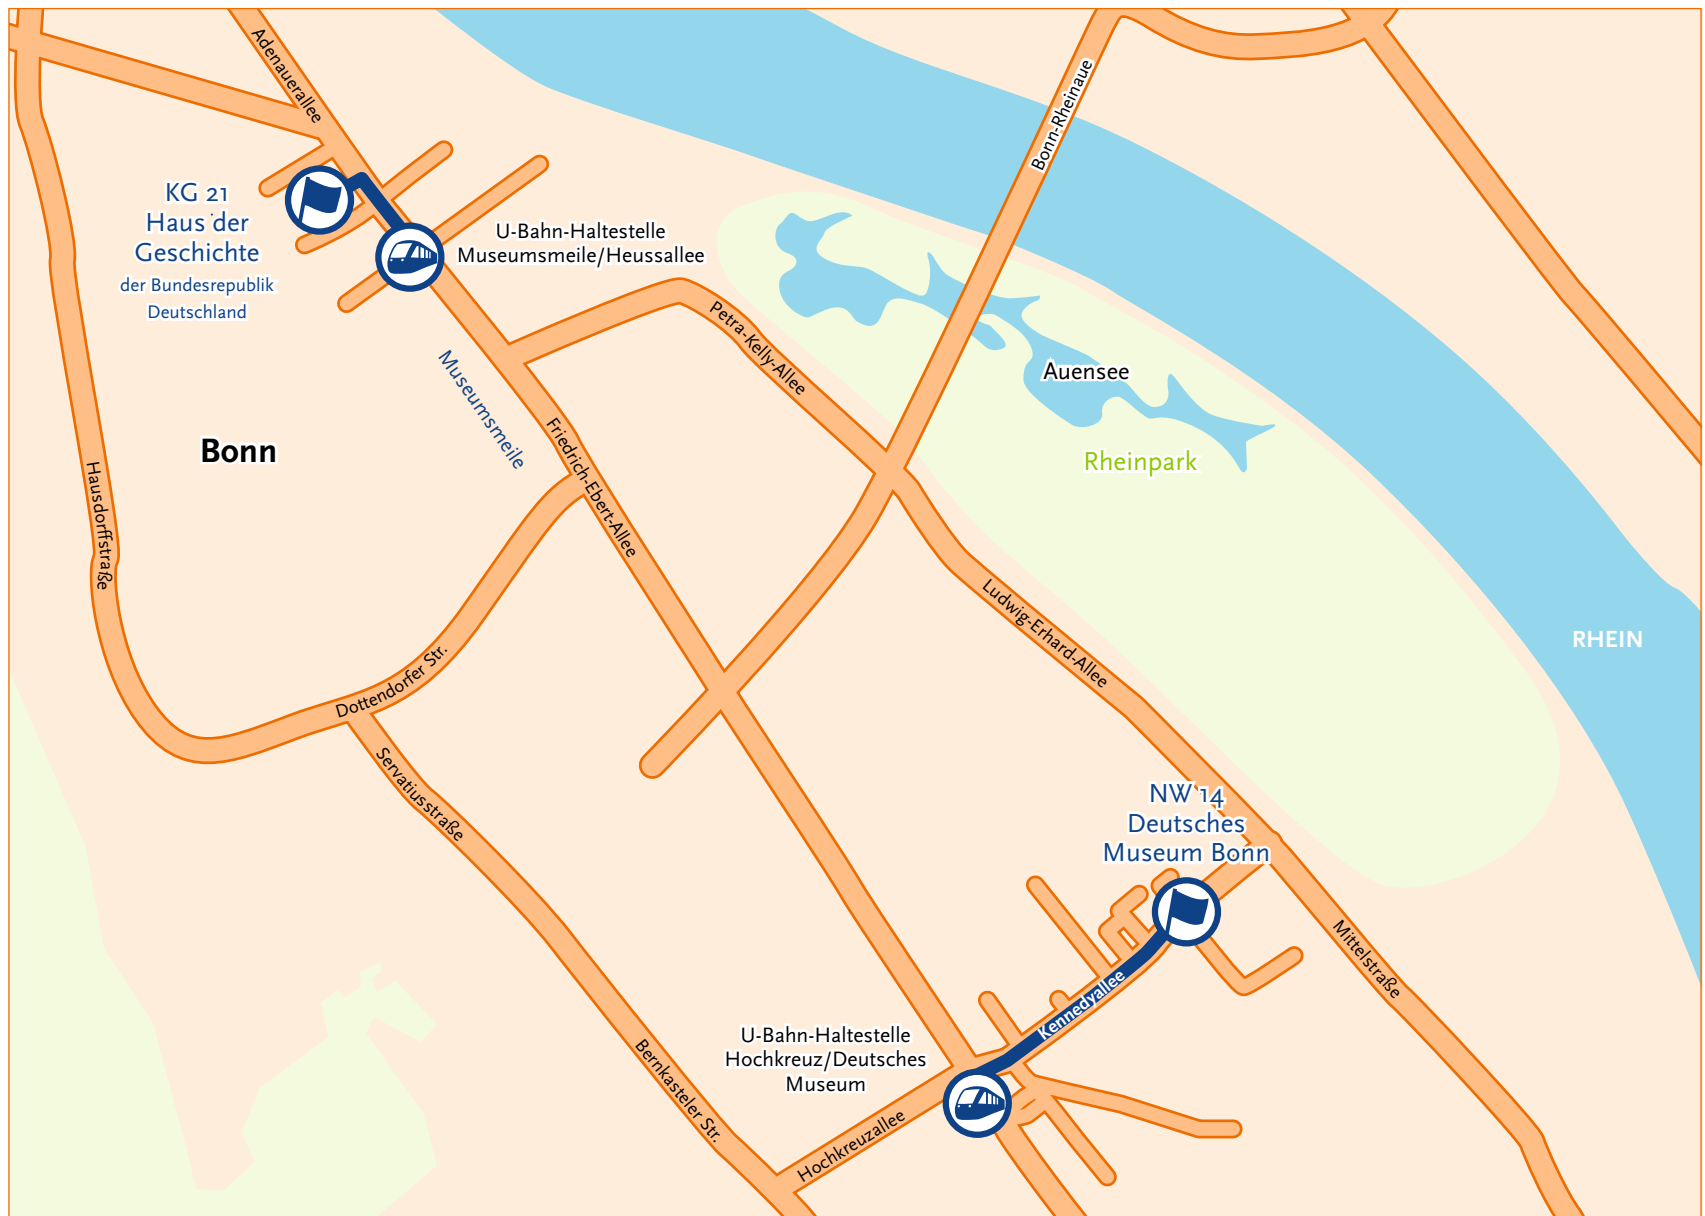 Adenauerallee
Bonn-Rheinaue
KG 21
Haus der
Geschichte
der Bundesrepublik
Deutschland
U-Bahn-Haltestelle
Museumsmeile/Heussallee
Petra-Kelly-Allee
Auensee
Museumsmeile
Bonn
Friedrich-Ebert-Allee
Rheinpark
Hausdorffstraße
RHEIN
Ludwig-Erhard-Allee
Dottendorfer Str.
Servatiusstraße
NW 14
Deutsches
Museum Bonn
Mittelstraße
Kennedyallee
U-Bahn-Haltestelle
Hochkreuz/Deutsches
Museum
Bernkasteler Str.
Hochkreuzallee